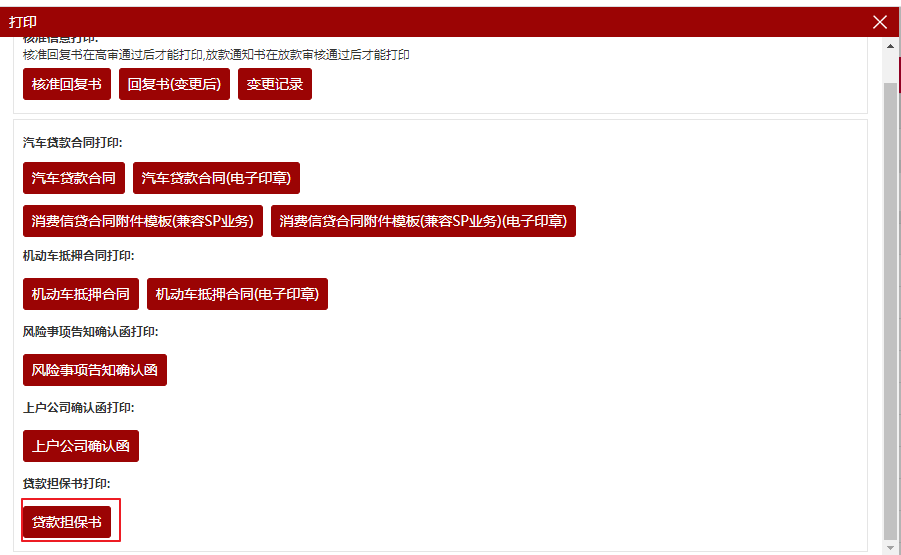 打印
核准信息打印:
核准回复书在高审通过后才能打印,放款通知书在放款审核通过后才能打印
核准回复书 回复书(变更后) 变更记录
汽车贷款合同打印:
汽车贷款合同 汽车贷款合同(电子印章)
消费信贷合同附件模板(兼容SP业务) 消费信贷合同附件模板(兼容SP业务)(电子印章)
机动车抵押合同打印:
机动车抵押合同 机动车抵押合同(电子印章)
风险事项告知确认函打印:
风险事项告知确认函
上户公司确认函打印:
上户公司确认函
贷款担保书打印:
贷款担保书